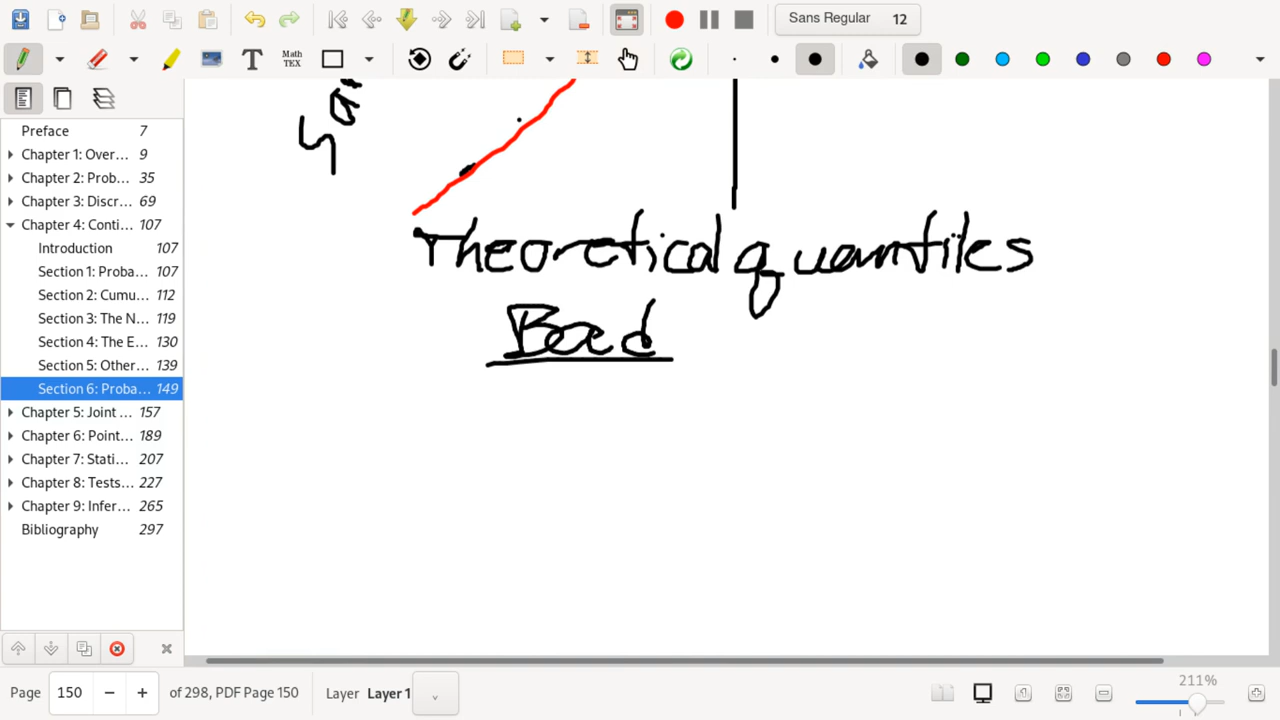 Sans Regular 12
Math
TEX
Preface 7
Chapter 1: Over... 9
Chapter 2: Prob... 35
Chapter 3: Discr... 69
Chapter 4: Conti... 107
Introduction 107
Section 1: Proba... 107
Section 2: Cumu... 112
Section 3: The N... 119
Section 4: The E... 130
Section 5: Other... 139
Section 6: Proba... 149
Chapter 5: Joint ... 157
Chapter 6: Point... 189
Chapter 7: Stati... 207
Chapter 8: Tests... 227
Chapter 9: Infer... 265
Bibliography 297
Theoretical quantiles
Bad
Page 150 of 298, PDF Page 150 Layer Layer 1 211%